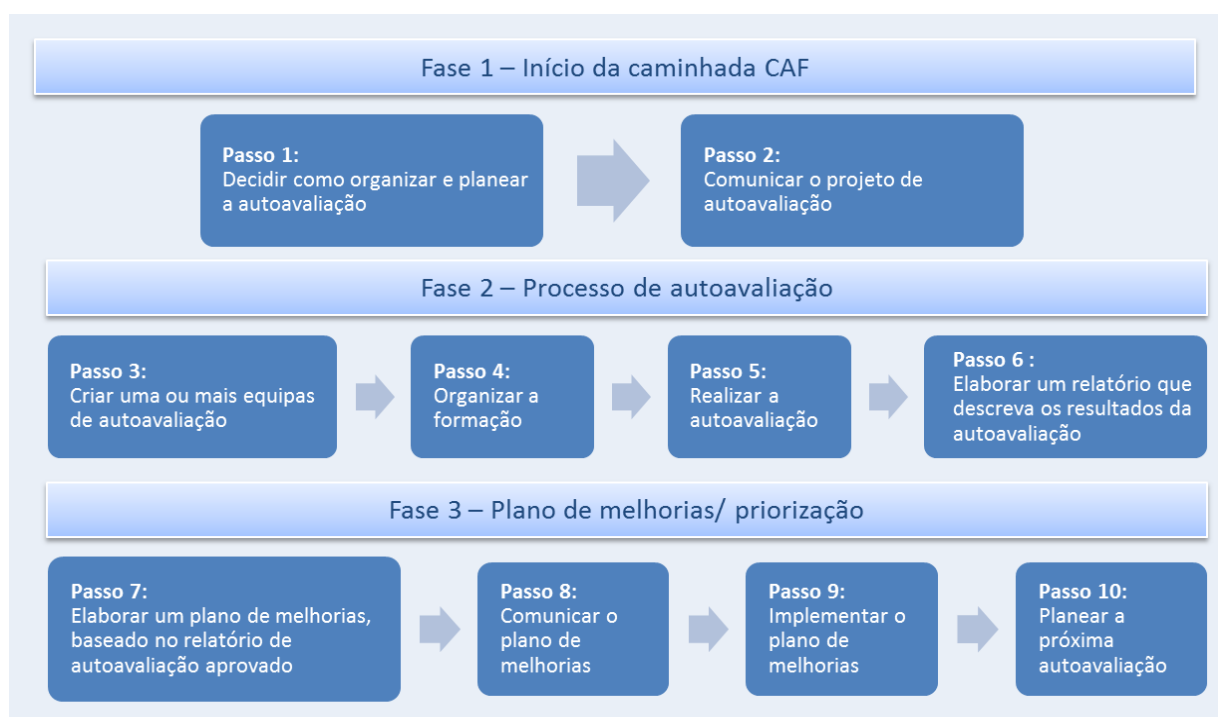 Fase 1 – Início da caminhada CAF
Passo 1:
Decidir como organizar e planear
a autoavaliação
Passo 2:
Comunicar o projeto de
autoavaliação
Fase 2 – Processo de autoavaliação
Passo 3:
Criar uma ou mais equipas
de autoavaliação
Passo 4:
Organizar a
formação
Passo 5:
Realizar a
autoavaliação
Passo 6 :
Elaborar um relatório que
descreva os resultados da
autoavaliação
Fase 3 – Plano de melhorias/ priorização
Passo 7:
Elaborar um plano de melhorias,
baseado no relatório de
autoavaliação aprovado
Passo 8:
Comunicar o
plano de
melhorias
Passo 9:
Implementar o
plano de
melhorias
Passo 10:
Planear a
próxima
autoavaliação